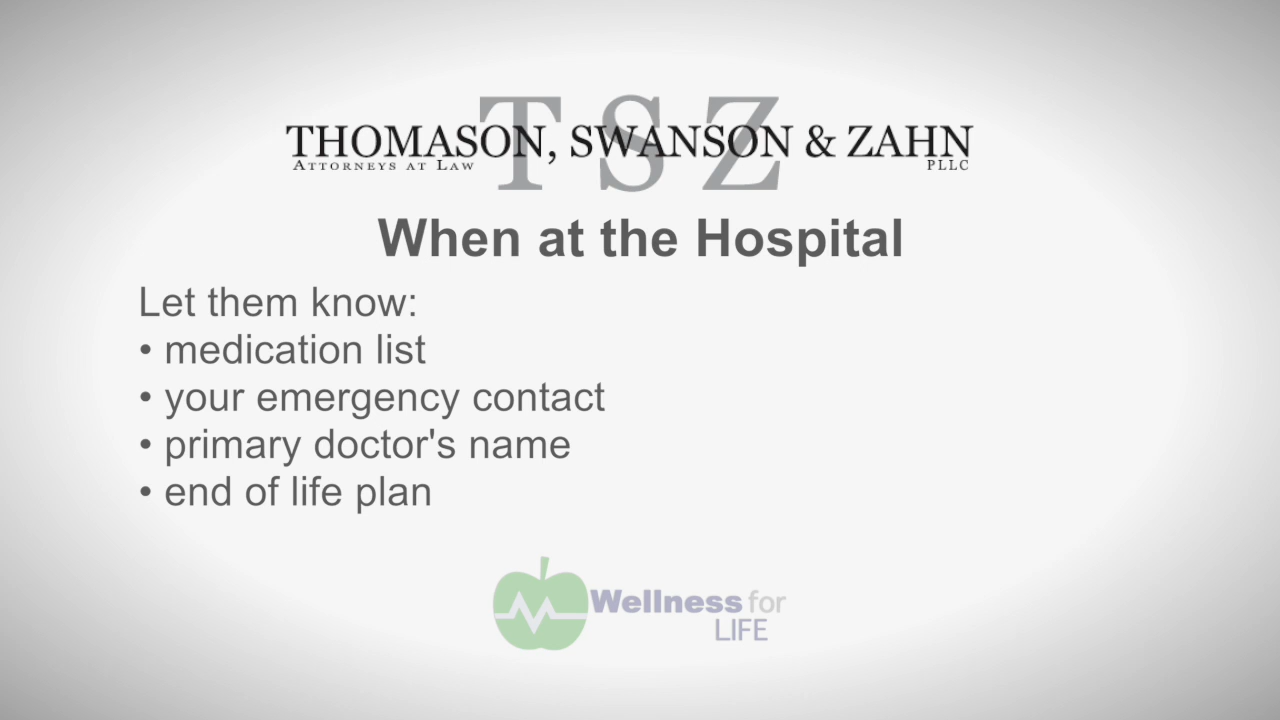 T S Z
THOMASON, SWANSON & ZAHN
ATTORNEYS AT LAW PLLC
When at the Hospital
Let them know:
• medication list
• your emergency contact
• primary doctor's name
• end of life plan
Wellness for
LIFE